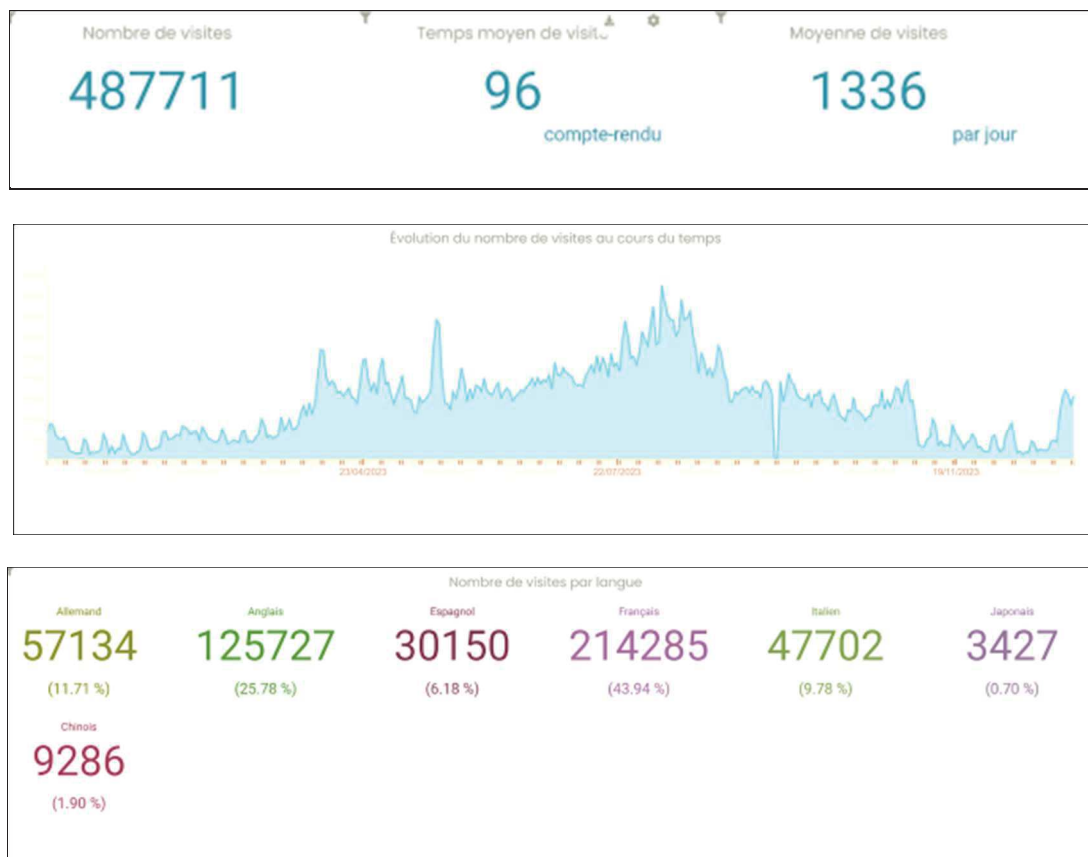 Nombre de visites
487711
Temps moyen de visite
96
compte-rendu
Moyenne de visites
1336
par jour
Évolution du nombre de visites au cours du temps
23/04/2023
22/07/2023
19/11/2023
Nombre de visites par langue
Allemand
57134
(11.71 %)
Anglais
125727
(25.78 %)
Espagnol
30150
(6.18 %)
Français
214285
(43.94 %)
Italien
47702
(9.78 %)
Japonais
3427
(0.70 %)
Chinois
9286
(1.90 %)